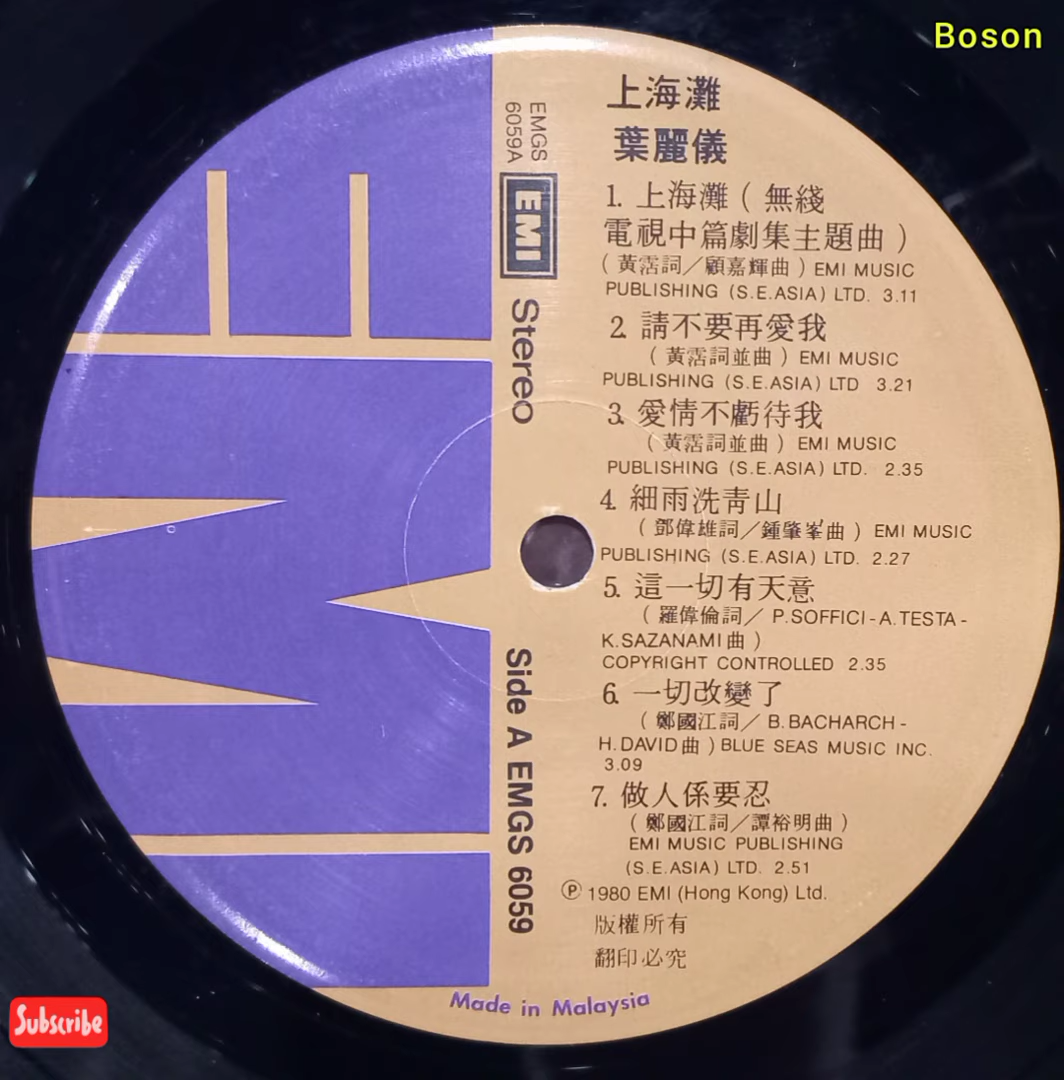 Boson
上海灘
葉麗儀
EMGS
6059A
EMI
Stereo
Side A EMGS 6059
1. 上海灘 ( 無綫
電視中篇劇集主題曲 )
( 黃霑詞／顧嘉輝曲 ) EMI MUSIC
PUBLISHING (S.E.ASIA) LTD. 3.11
2. 請不要再愛我
( 黃霑詞並曲 ) EMI MUSIC
PUBLISHING (S.E.ASIA) LTD 3.21
3. 愛情不虧待我
( 黃霑詞並曲 ) EMI MUSIC
PUBLISHING (S.E.ASIA) LTD. 2.35
4. 細雨洗青山
( 鄧偉雄詞／鍾肇峯曲 ) EMI MUSIC
PUBLISHING (S.E.ASIA) LTD. 2.27
5. 這一切有天意
( 羅偉倫詞／ P.SOFFICI-A.TESTA-
K.SAZANAMI曲 )
COPYRIGHT CONTROLLED 2.35
6. 一切改變了
( 鄭國江詞／ B.BACHARCH-
H.DAVID曲 ) BLUE SEAS MUSIC INC.
3.09
7. 做人係要忍
( 鄭國江詞／譚裕明曲 )
EMI MUSIC PUBLISHING
(S.E.ASIA) LTD. 2.51
℗ 1980 EMI (Hong Kong) Ltd.
版權所有
翻印必究
Made in Malaysia
Subscribe